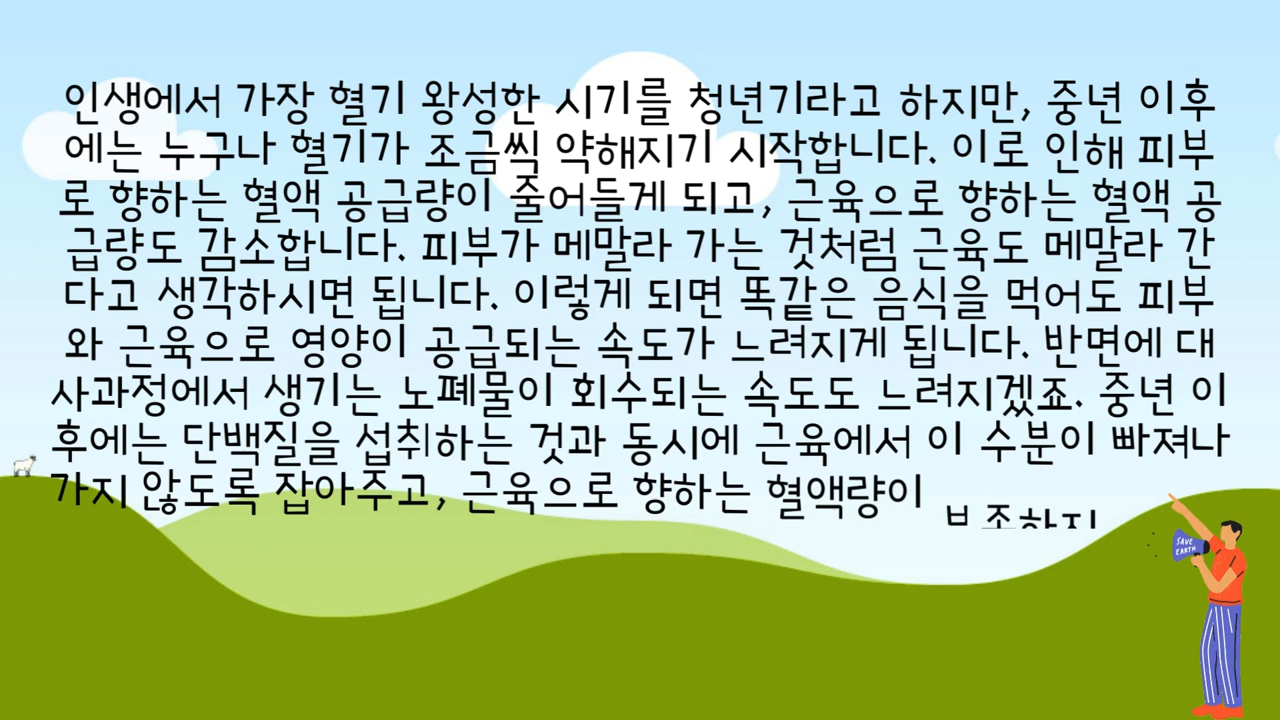 인생에서 가장 혈기 왕성한 시기를 청년기라고 하지만, 중년 이후
에는 누구나 혈기가 조금씩 약해지기 시작합니다. 이로 인해 피부
로 향하는 혈액 공급량이 줄어들게 되고, 근육으로 향하는 혈액 공
급량도 감소합니다. 피부가 메말라 가는 것처럼 근육도 메말라 간
다고 생각하시면 됩니다. 이렇게 되면 똑같은 음식을 먹어도 피부
와 근육으로 영양이 공급되는 속도가 느려지게 됩니다. 반면에 대
사과정에서 생기는 노폐물이 회수되는 속도도 느려지겠죠. 중년 이
후에는 단백질을 섭취하는 것과 동시에 근육에서 이 수분이 빠져나
가지 않도록 잡아주고, 근육으로 향하는 혈액량이
SAVE
EARTH